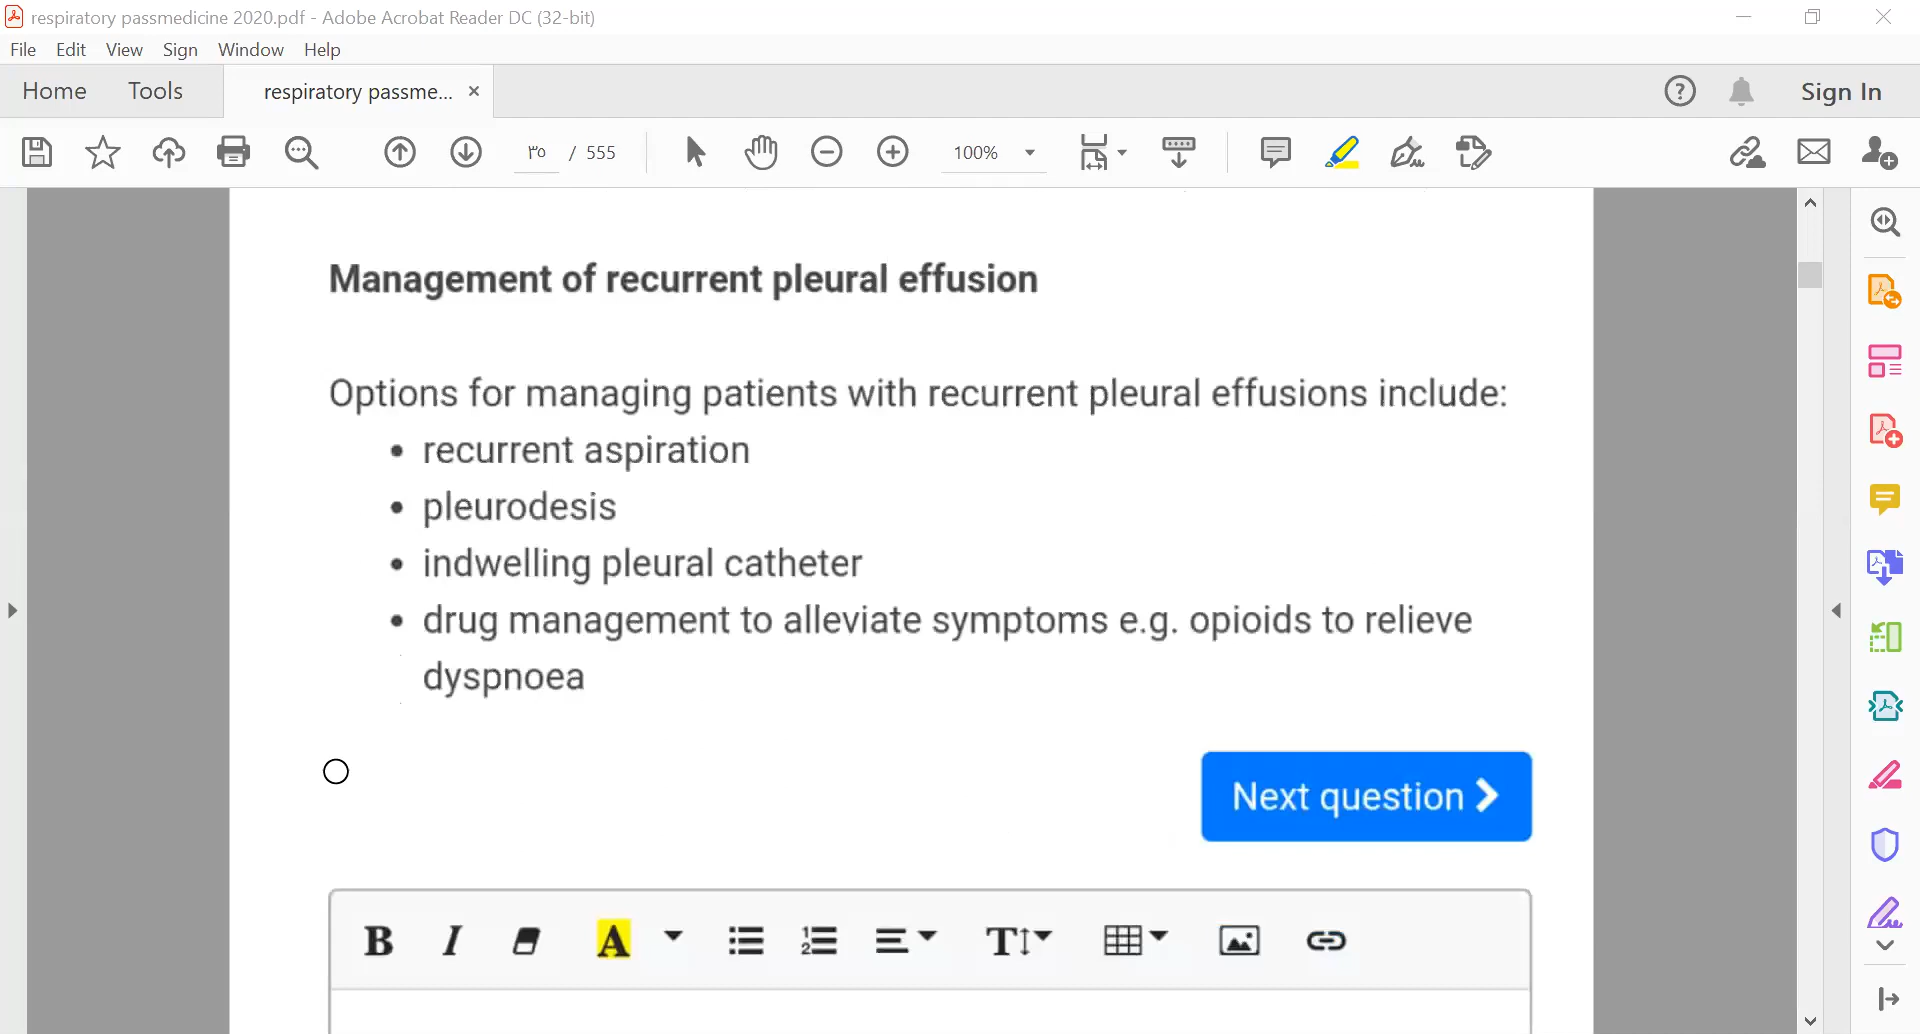 respiratory passmedicine 2020.pdf - Adobe Acrobat Reader DC (32-bit)
File Edit View Sign Window Help
Home Tools respiratory passme... × Sign In
٣٥ / 555 100%
Management of recurrent pleural effusion
Options for managing patients with recurrent pleural effusions include:
• recurrent aspiration
• pleurodesis
• indwelling pleural catheter
• drug management to alleviate symptoms e.g. opioids to relieve
dyspnoea
Next question
B I A T